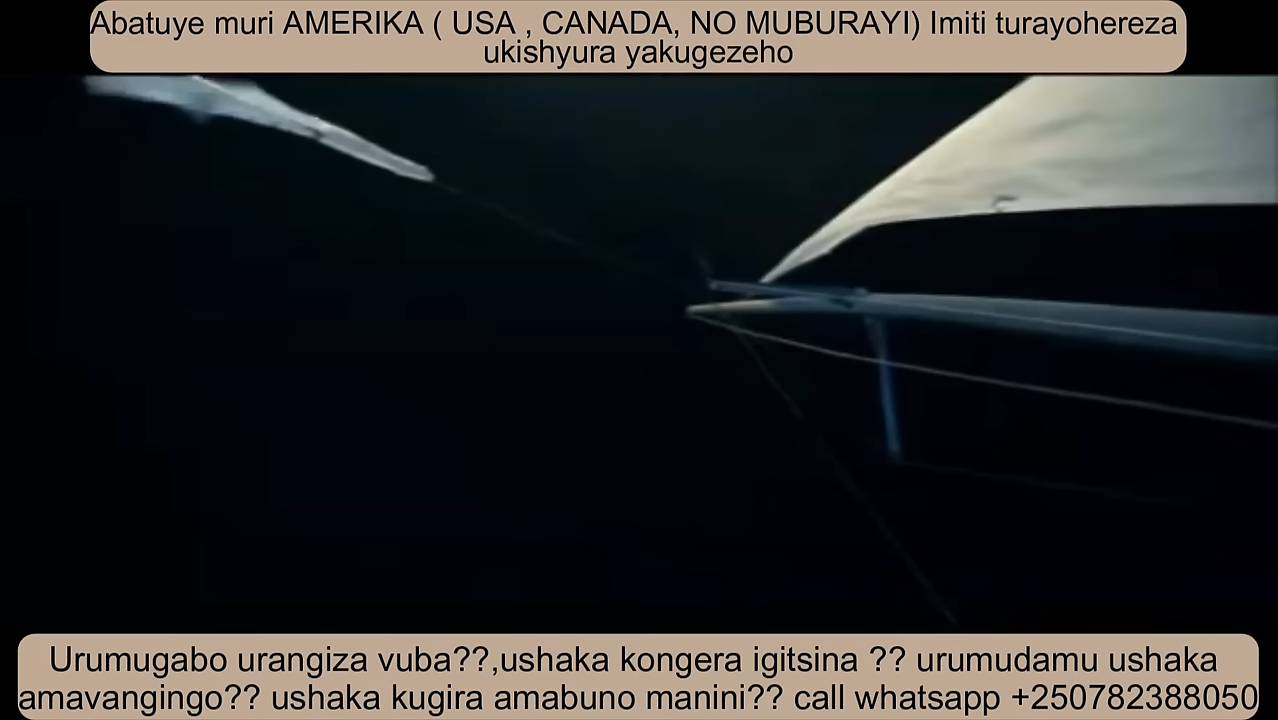 Abatuye muri AMERIKA ( USA , CANADA, NO MUBURAYI) Imiti turayohereza
ukishyura yakugezeho
Urumugabo urangiza vuba??,ushaka kongera igitsina ?? urumudamu ushaka
amavangingo?? ushaka kugira amabuno manini?? call whatsapp +250782388050